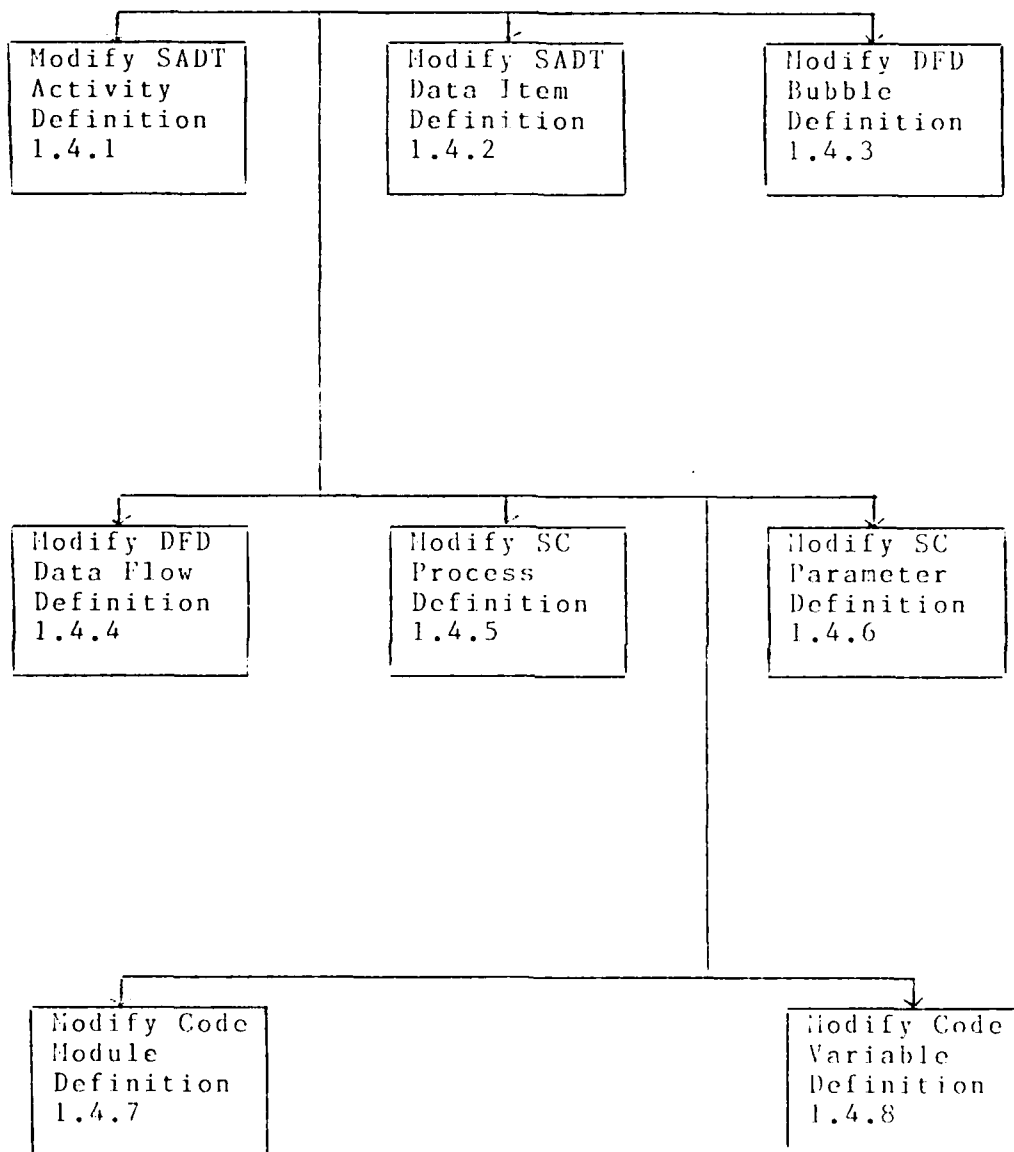 Modify SADT
Activity
Definition
1.4.1
Modify SADT
Data Item
Definition
1.4.2
Modify DFD
Bubble
Definition
1.4.3
Modify DFD
Data Flow
Definition
1.4.4
Modify SC
Process
Definition
1.4.5
Modify SC
Parameter
Definition
1.4.6
Modify Code
Module
Definition
1.4.7
Modify Code
Variable
Definition
1.4.8